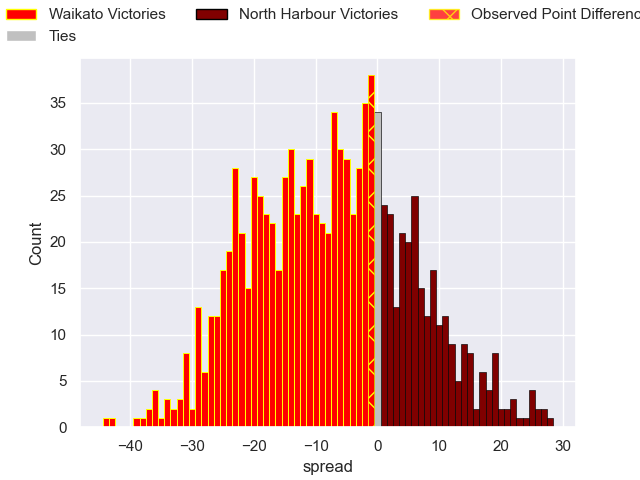 Waikato Victories
North Harbour Victories
Observed Point Differenc
Ties
35
30
25
20
15
10
5
0
Count
−40 −30 −20 −10 0 10 20 30
spread